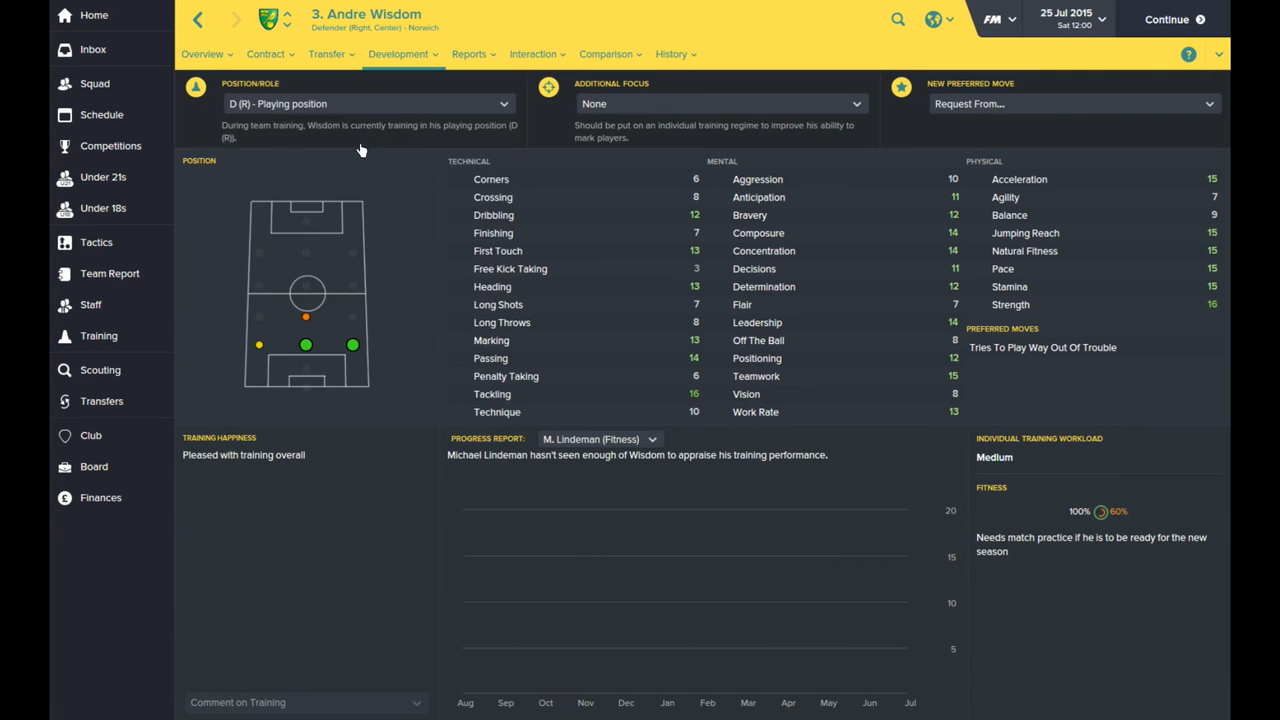 Home
Inbox
Squad
Schedule
Competitions
Under 21s
Under 18s
Tactics
Team Report
Staff
Training
Scouting
Transfers
Club
Board
Finances
3. Andre Wisdom
Defender (Right, Center) - Norwich
FM
25 Jul 2015
Sat 12:00
Continue
Overview
Contract
Transfer
Development
Reports
Interaction
Comparison
History
?
POSITION/ROLE
D (R) - Playing position
During team training, Wisdom is currently training in his playing position (D
(R)).
ADDITIONAL FOCUS
None
Should be put on an individual training regime to improve his ability to
mark players.
NEW PREFERRED MOVE
Request From...
POSITION
TECHNICAL
Corners 6
Crossing 8
Dribbling 12
Finishing 7
First Touch 13
Free Kick Taking 3
Heading 13
Long Shots 7
Long Throws 8
Marking 13
Passing 14
Penalty Taking 6
Tackling 16
Technique 10
MENTAL
Aggression 10
Anticipation 11
Bravery 12
Composure 14
Concentration 14
Decisions 11
Determination 12
Flair 7
Leadership 14
Off The Ball 8
Positioning 12
Teamwork 15
Vision 8
Work Rate 13
PHYSICAL
Acceleration 15
Agility 7
Balance 9
Jumping Reach 15
Natural Fitness 15
Pace 15
Stamina 15
Strength 16
PREFERRED MOVES
Tries To Play Way Out Of Trouble
TRAINING HAPPINESS
Pleased with training overall
Comment on Training
PROGRESS REPORT: M. Lindeman (Fitness)
Michael Lindeman hasn't seen enough of Wisdom to appraise his training performance.
20
15
10
5
Aug Sep Oct Nov Dec Jan Feb Mar Apr May Jun Jul
INDIVIDUAL TRAINING WORKLOAD
Medium
FITNESS
100% 60%
Needs match practice if he is to be ready for the new
season